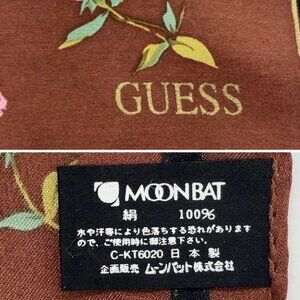 GUESS
MOONBAT
絹 100%
水や汗等により色落ちする恐れがあります
ので、ご使用時に御注意下さい。
C-KT6020 日本製
企画販売 ムーンバット株式会社